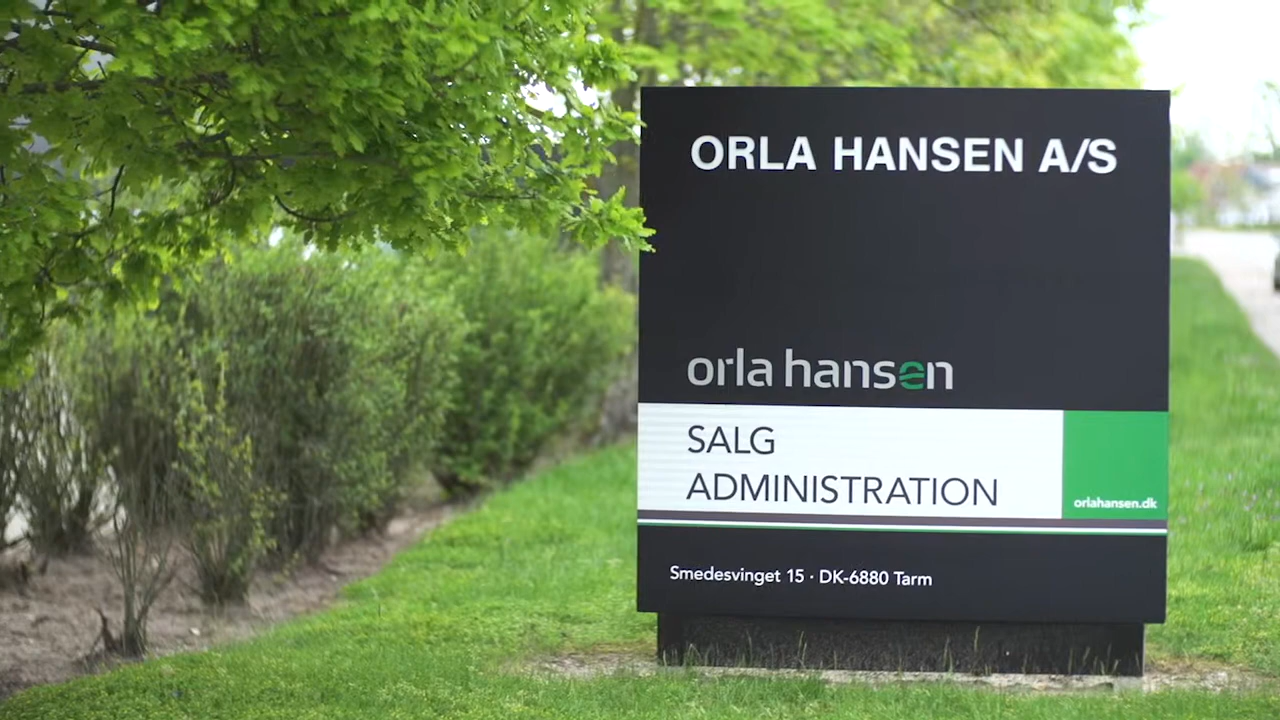 ORLA HANSEN A/S
orla hansen
SALG
ADMINISTRATION
orlahansen.dk
Smedesvinget 15 · DK-6880 Tarm